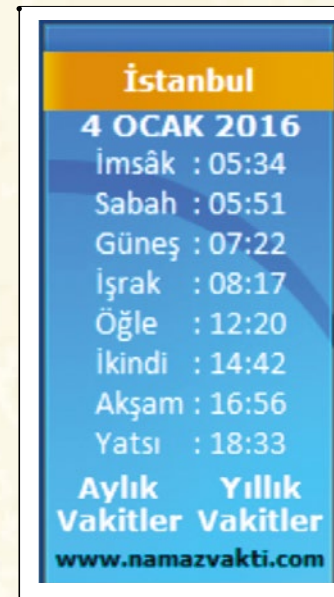 İstanbul
4 OCAK 2016
İmsâk : 05:34
Sabah : 05:51
Güneş : 07:22
İşrak : 08:17
Öğle : 12:20
İkindi : 14:42
Akşam : 16:56
Yatsı : 18:33
Aylık Yıllık
Vakitler Vakitler
www.namazvakti.com